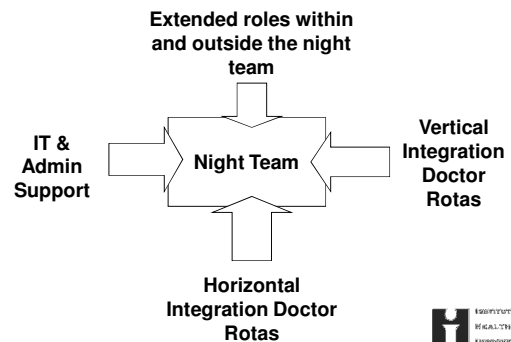 Extended roles within
and outside the night
team
IT &
Admin
Support
Night Team
Vertical
Integration
Doctor
Rotas
Horizontal
Integration Doctor
Rotas